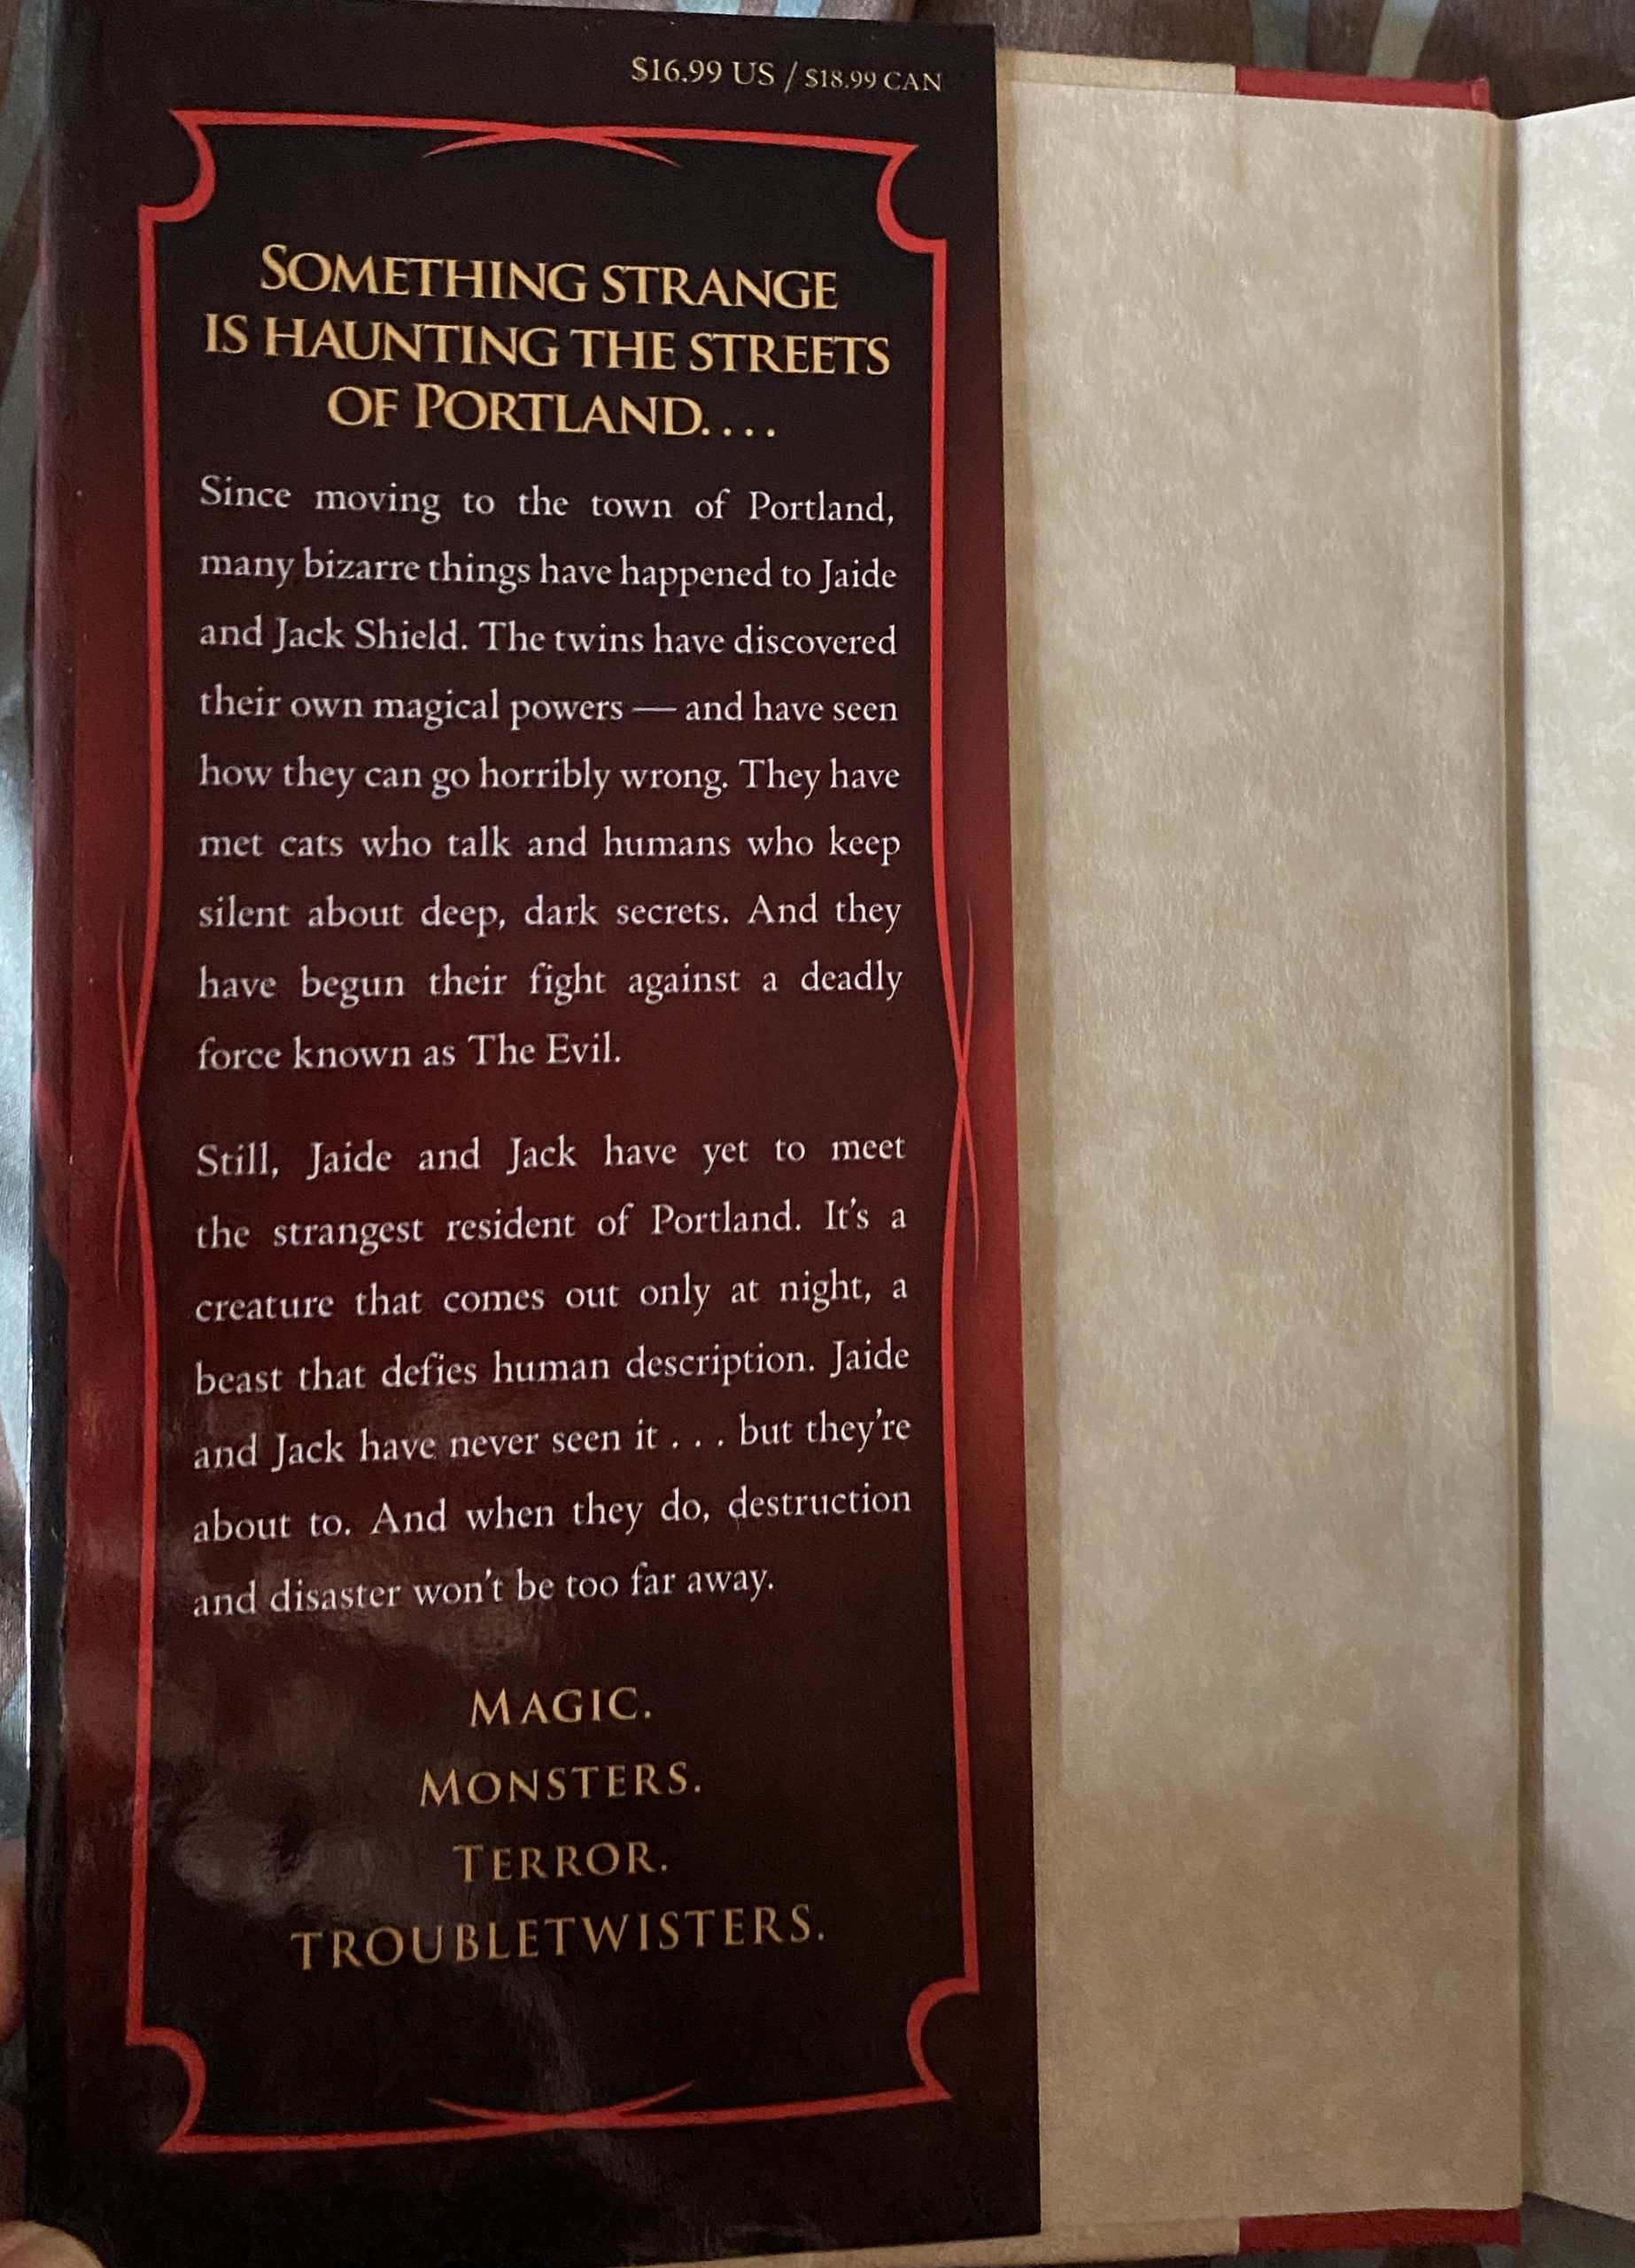 $16.99 US / $18.99 CAN
SOMETHING STRANGE
IS HAUNTING THE STREETS
OF PORTLAND....
Since moving to the town of Portland,
many bizarre things have happened to Jaide
and Jack Shield. The twins have discovered
their own magical powers — and have seen
how they can go horribly wrong. They have
met cats who talk and humans who keep
silent about deep, dark secrets. And they
have begun their fight against a deadly
force known as The Evil.
Still, Jaide and Jack have yet to meet
the strangest resident of Portland. It's a
creature that comes out only at night, a
beast that defies human description. Jaide
and Jack have never seen it . . . but they're
about to. And when they do, destruction
and disaster won't be too far away.
MAGIC.
MONSTERS.
TERROR.
TROUBLETWISTERS.